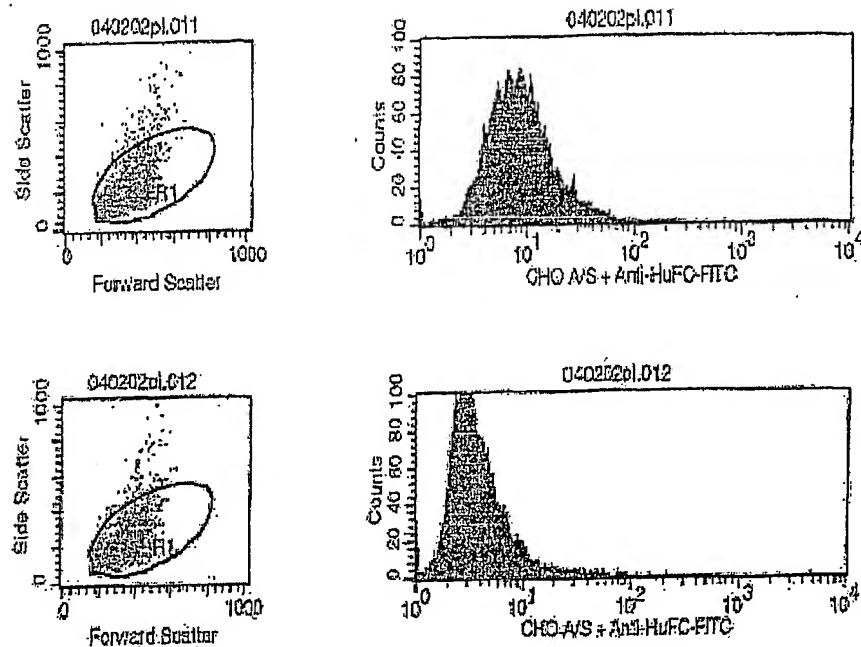 040202pl.011
Side Scatter
1000
0
R1
0 1000
Forward Scatter
040202pl.011
Counts
0 20 40 60 80 100
10^0 10^1 10^2 10^3 10^4
CHO A/S + Anti-HuFC-FITC
040202pl.012
Side Scatter
1000
0
R1
0 1000
Forward Scatter
040202pl.012
Counts
0 20 40 60 80 100
10^0 10^1 10^2 10^3 10^4
CHO A/S + Anti-HuFC-FITC